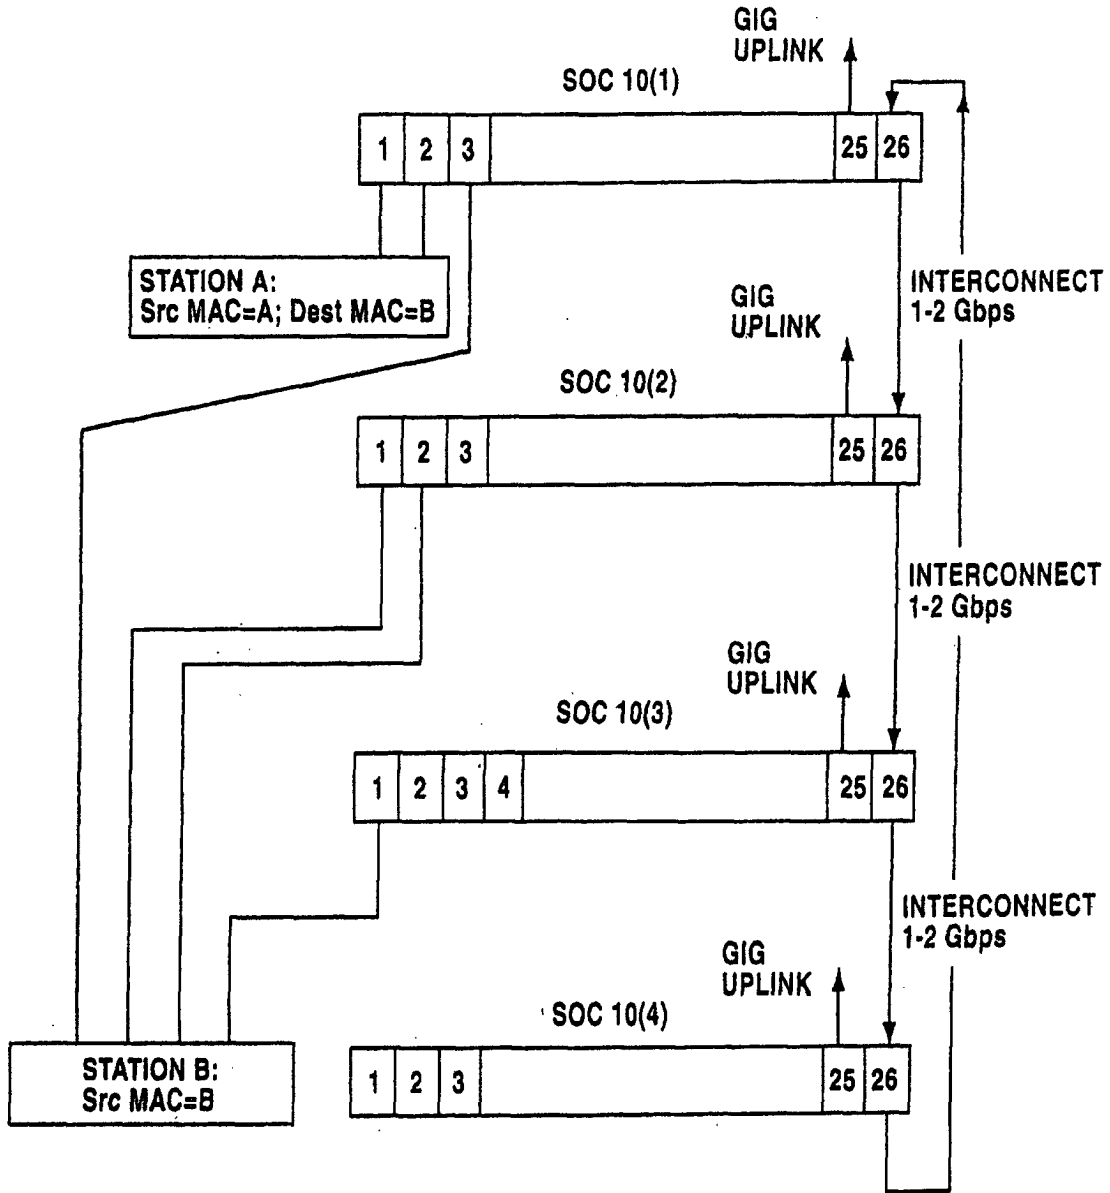 GIG
UPLINK
SOC 10(1)
1 2 3 25 26
STATION A:
Src MAC=A; Dest MAC=B
INTERCONNECT
1-2 Gbps
GIG
UPLINK
SOC 10(2)
1 2 3 25 26
INTERCONNECT
1-2 Gbps
GIG
UPLINK
SOC 10(3)
1 2 3 4 25 26
INTERCONNECT
1-2 Gbps
GIG
UPLINK
SOC 10(4)
STATION B:
Src MAC=B
1 2 3 25 26